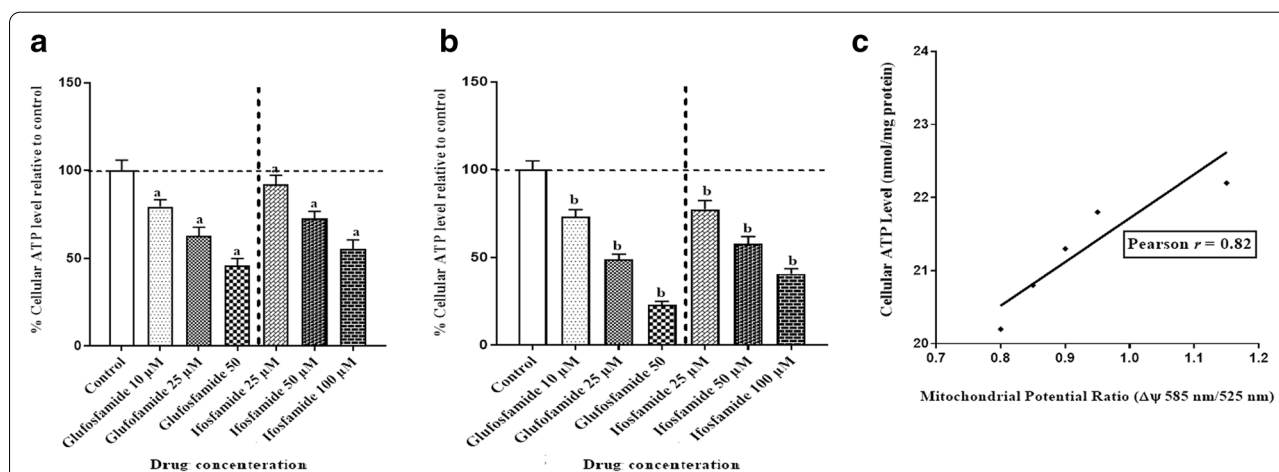 a
% Cellular ATP level relative to control
150
100
50
0
a
a
a
a
a
a
Control
Glufosfamide 10 µM
Glufofamide 25 µM
Glufosfamide 50
Ifosfamide 25 µM
Ifosfamide 50 µM
Ifosfamide 100 µM
Drug concenteration
b
% Cellular ATP level relative to control
150
100
50
0
b
b
b
b
b
b
Control
Glufosfamide 10 µM
Glufofamide 25 µM
Glufosfamide 50
Ifosfamide 25 µM
Ifosfamide 50 µM
Ifosfamide 100 µM
Drug concenteration
c
Cellular ATP Level (nmol/mg protein)
24
23
22
21
20
Pearson r = 0.82
0.7 0.8 0.9 1.0 1.1 1.2
Mitochondrial Potential Ratio (Δψ 585 nm/525 nm)